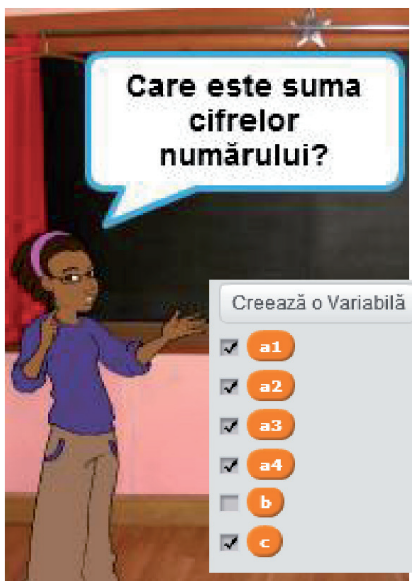 Care este suma
cifrelor
numărului?
Creează o Variabilă
a1
a2
a3
a4
b
c